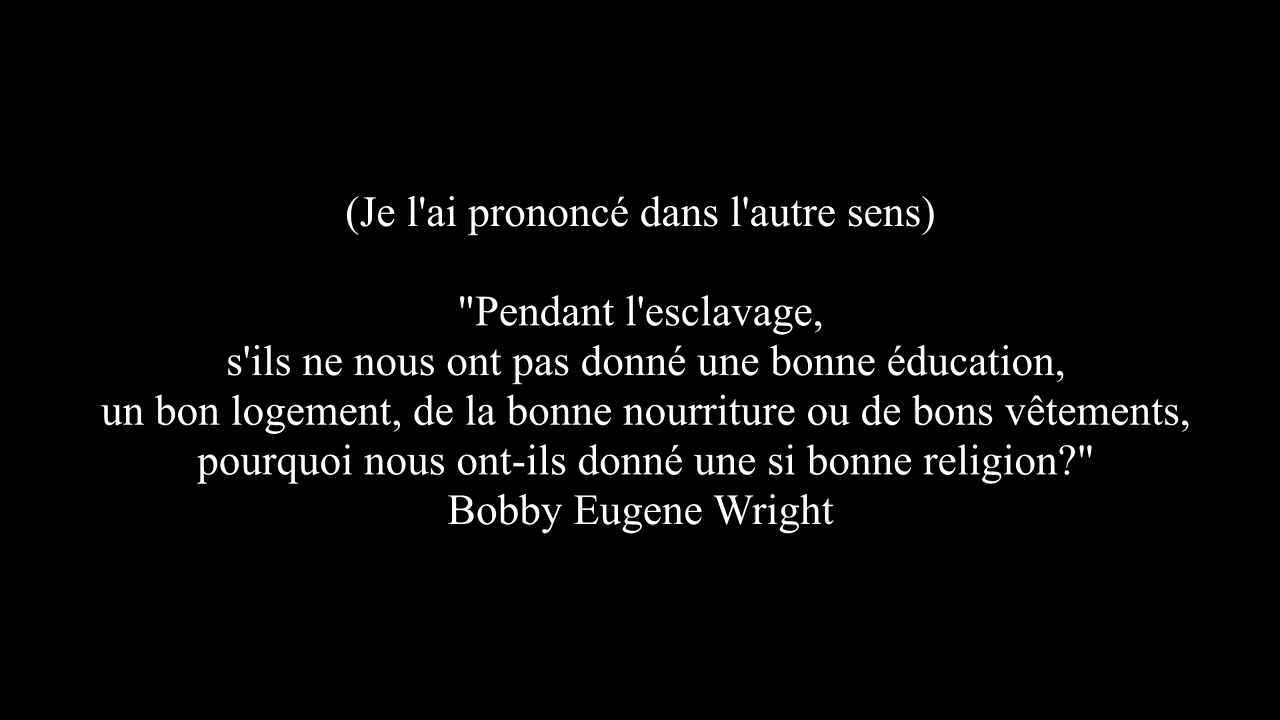 (Je l'ai prononcé dans l'autre sens)
"Pendant l'esclavage,
s'ils ne nous ont pas donné une bonne éducation,
un bon logement, de la bonne nourriture ou de bons vêtements,
pourquoi nous ont-ils donné une si bonne religion?"
Bobby Eugene Wright